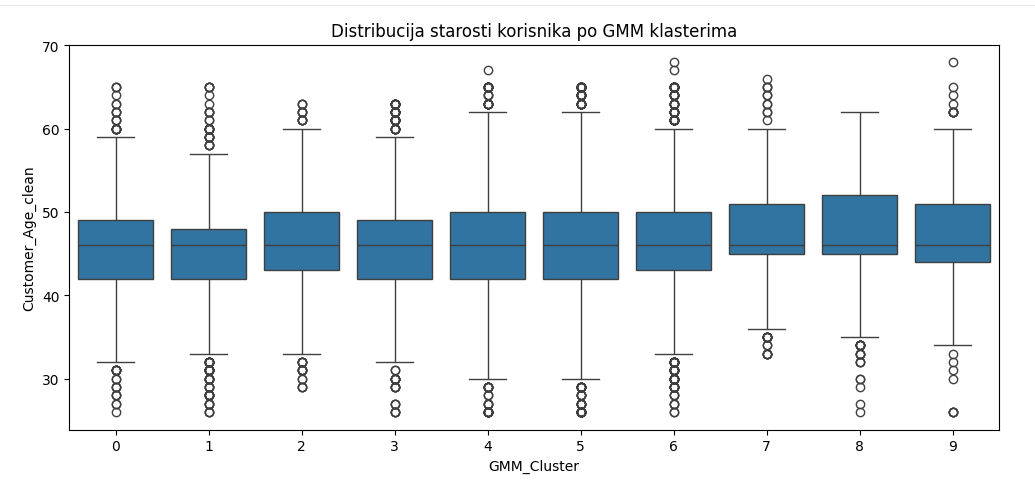 Distribucija starosti korisnika po GMM klasterima
70
60
50
40
30
Customer_Age_clean
0 1 2 3 4 5 6 7 8 9
GMM_Cluster